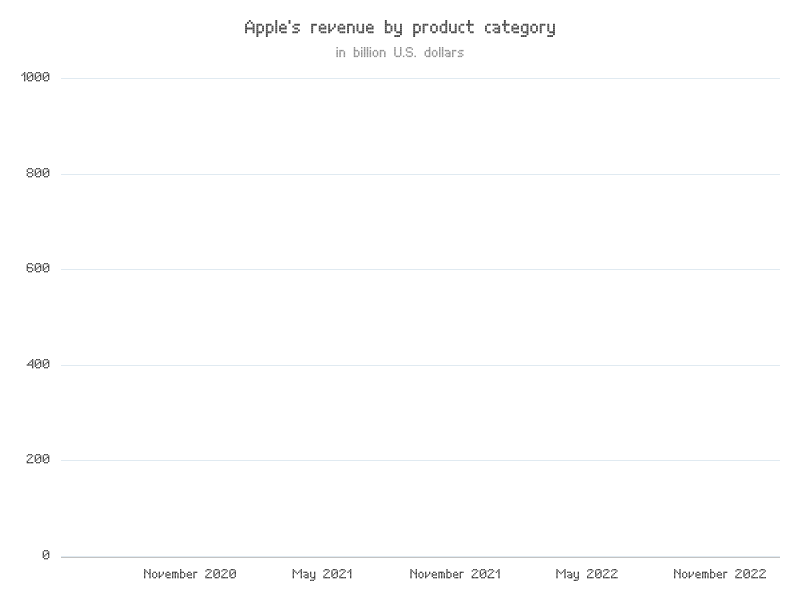 Apple's revenue by product category
in billion U.S. dollars
1000
800
600
400
200
0
November 2020 May 2021 November 2021 May 2022 November 2022